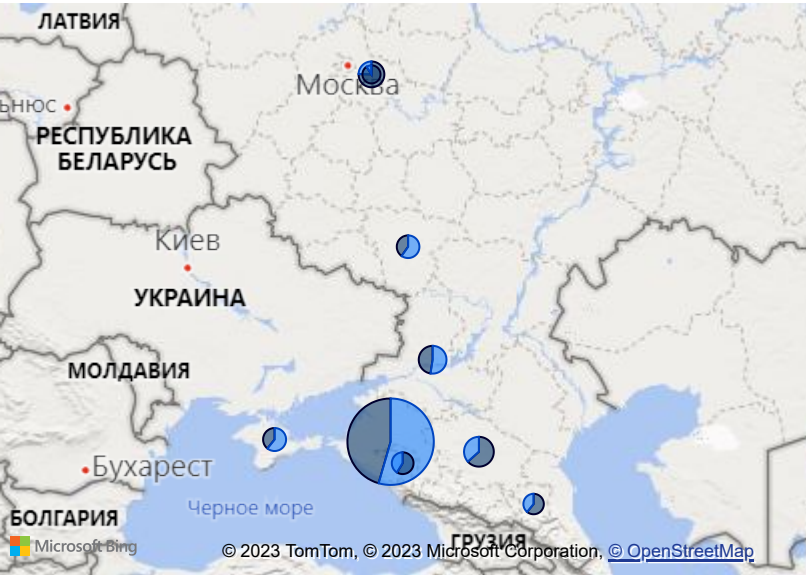 ЛАТВИЯ
Москва
ьнюс
РЕСПУБЛИКА
БЕЛАРУСЬ
Киев
УКРАИНА
МОЛДАВИЯ
Бухарест
Черное море
БОЛГАРИЯ
ГРУЗИЯ
Microsoft Bing
© 2023 TomTom, © 2023 Microsoft Corporation, © OpenStreetMap